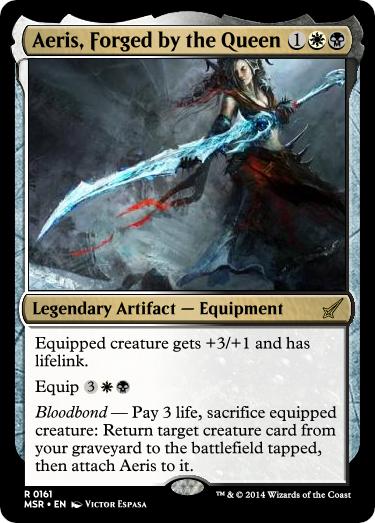 Aeris, Forged by the Queen 1
Legendary Artifact — Equipment
Equipped creature gets +3/+1 and has
lifelink.
Equip 3
Bloodbond — Pay 3 life, sacrifice equipped
creature: Return target creature card from
your graveyard to the battlefield tapped,
then attach Aeris to it.
R 0161
MSR • EN Victor Espasa
™ & © 2014 Wizards of the Coast